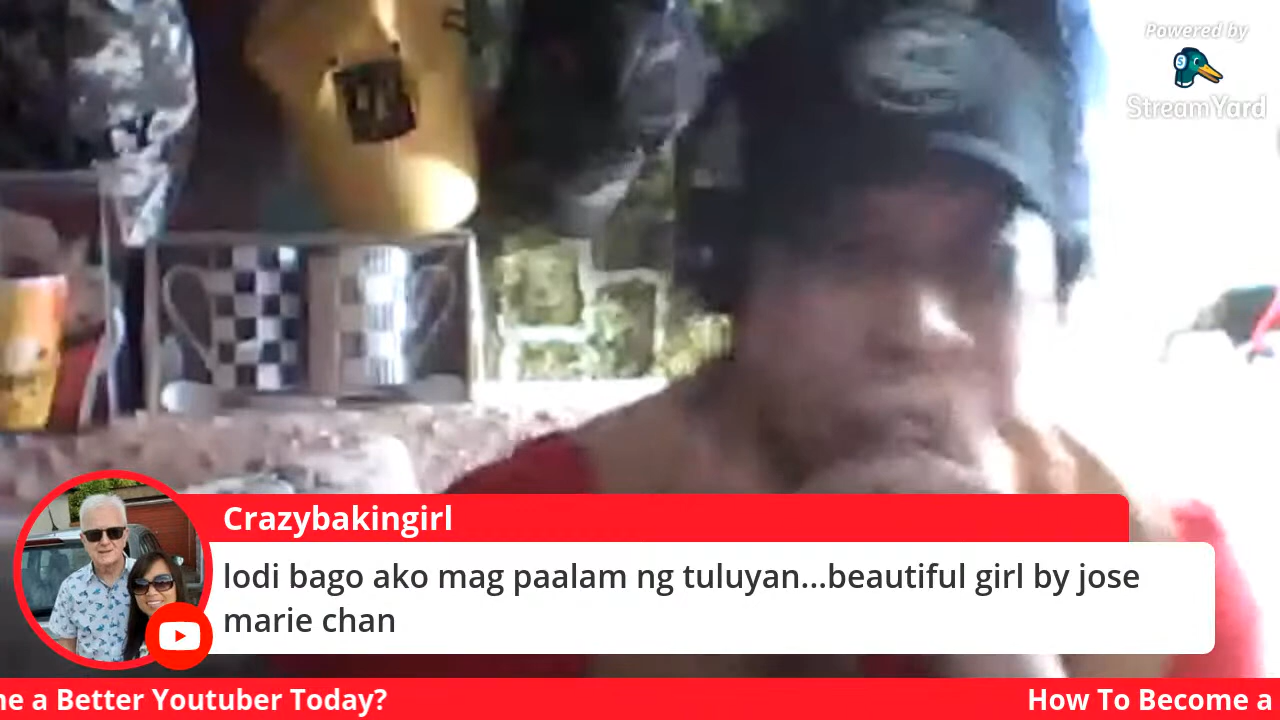 Powered by
StreamYard
Crazybakingirl
lodi bago ako mag paalam ng tuluyan...beautiful girl by jose
marie chan
ne a Better Youtuber Today?
How To Become a